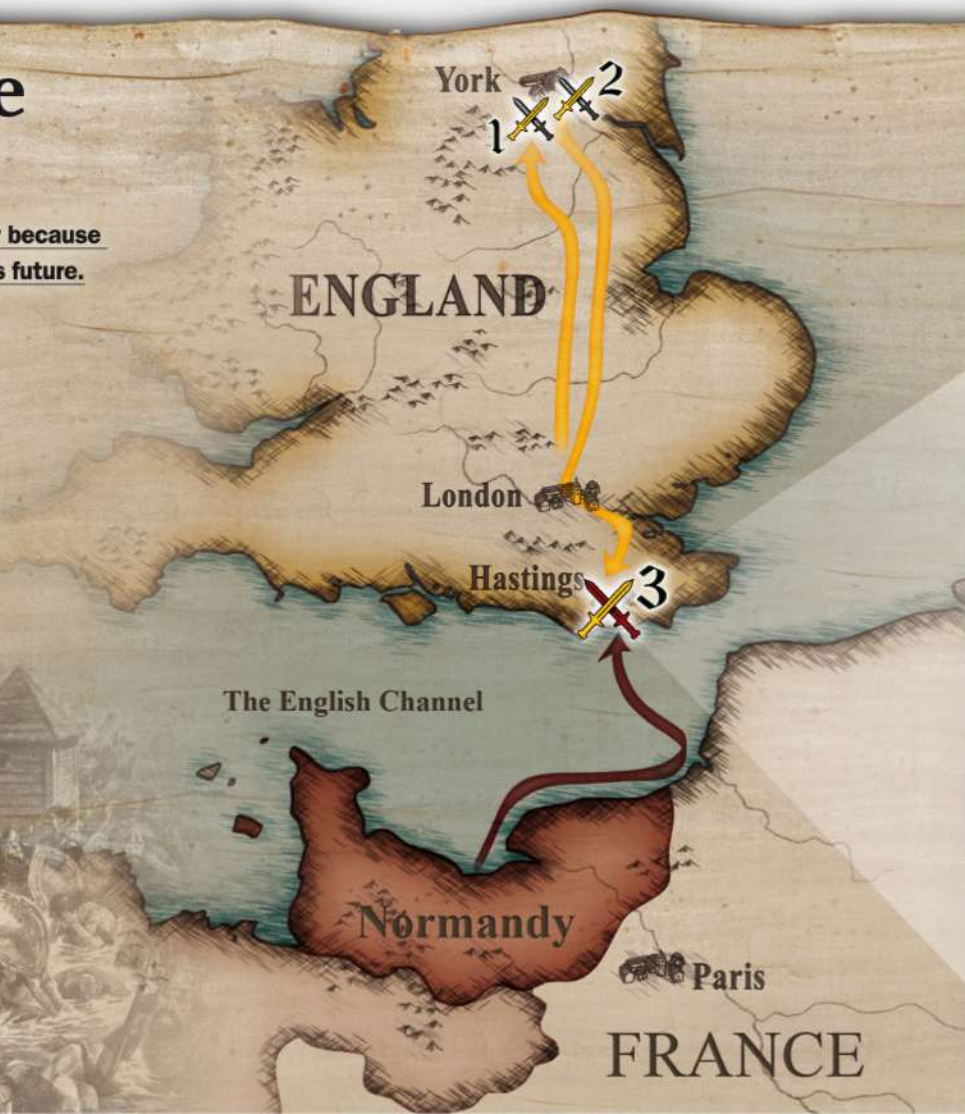 e
because
s future.
York
2
1
ENGLAND
London
Hastings
3
The English Channel
Normandy
Paris
FRANCE